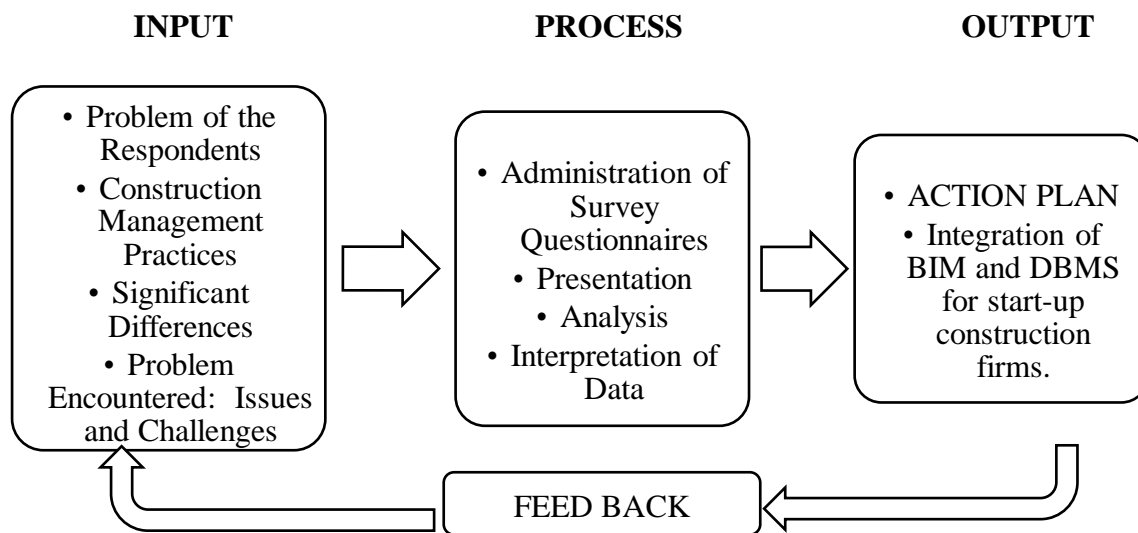 INPUT
PROCESS
OUTPUT
• Problem of the
Respondents
• Construction
Management
Practices
• Significant
Differences
• Problem
Encountered: Issues
and Challenges
• Administration of
Survey
Questionnaires
• Presentation
• Analysis
• Interpretation of
Data
• ACTION PLAN
• Integration of
BIM and DBMS
for start-up
construction
firms.
FEED BACK